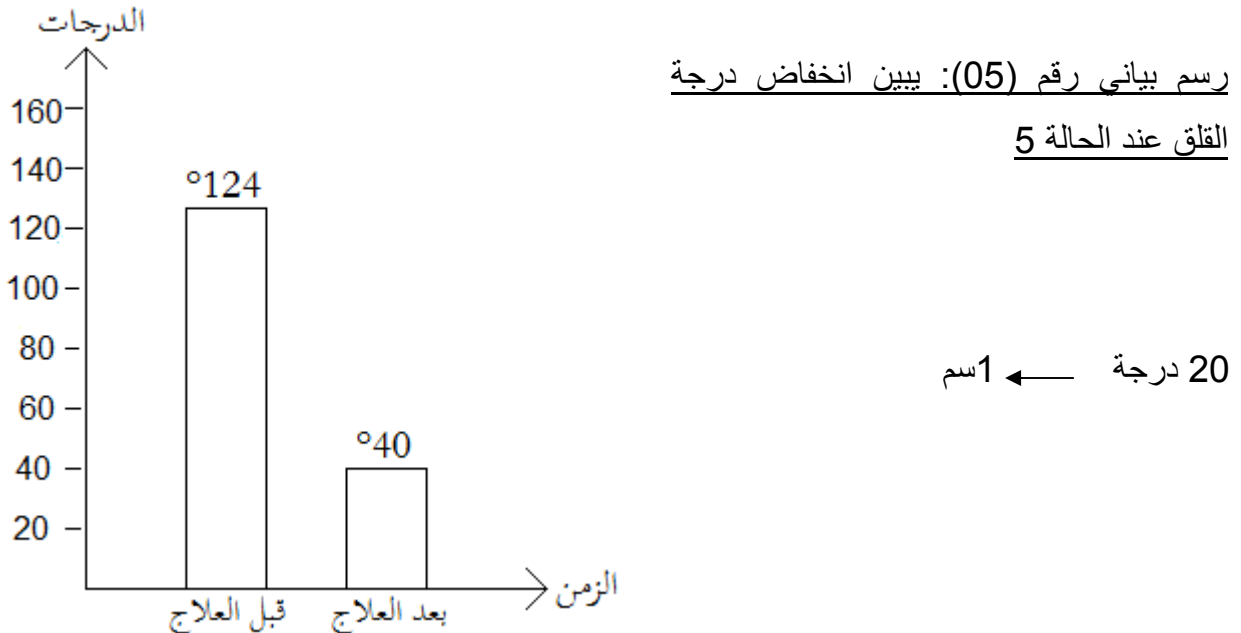 الدرجات
رسم بياني رقم (05): يبين انخفاض درجة
القلق عند الحالة 5
160
140
°124
120
100
80
20 درجة ← 1سم
60
°40
40
20
الزمن
قبل العلاج
بعد العلاج